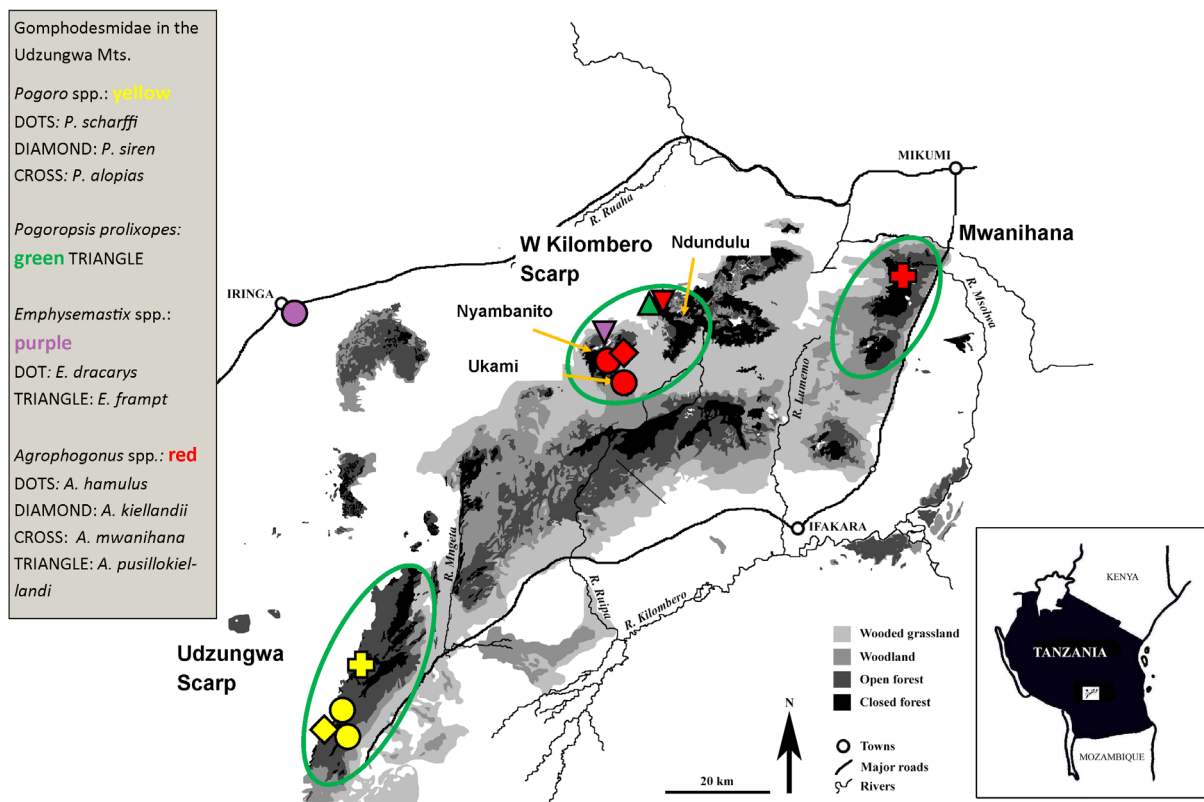 Gomphodesmidae in the
Udzungwa Mts.
Pogoro spp.: yellow
DOTS: P. scharffi
DIAMOND: P. siren
CROSS: P. alopias
Pogoropsis prolixopes:
green TRIANGLE
Emphysemastix spp.:
purple
DOT: E. dracarys
TRIANGLE: E. frampt
Agrophogonus spp.: red
DOTS: A. hamulus
DIAMOND: A. kiellandii
CROSS: A. mwanihana
TRIANGLE: A. pusillokiel-
landi
MIKUMI
R. Ruaha
W Kilombero
Scarp
Ndundulu
Mwanihana
IRINGA
R. Msolwa
Nyambanito
Ukami
R. Lumemo
IFAKARA
R. Mngeta
R. Ruipa
R. Kilombero
Udzungwa
Scarp
Wooded grassland
Woodland
Open forest
Closed forest
N
Towns
Major roads
Rivers
20 km
KENYA
TANZANIA
MOZAMBIQUE